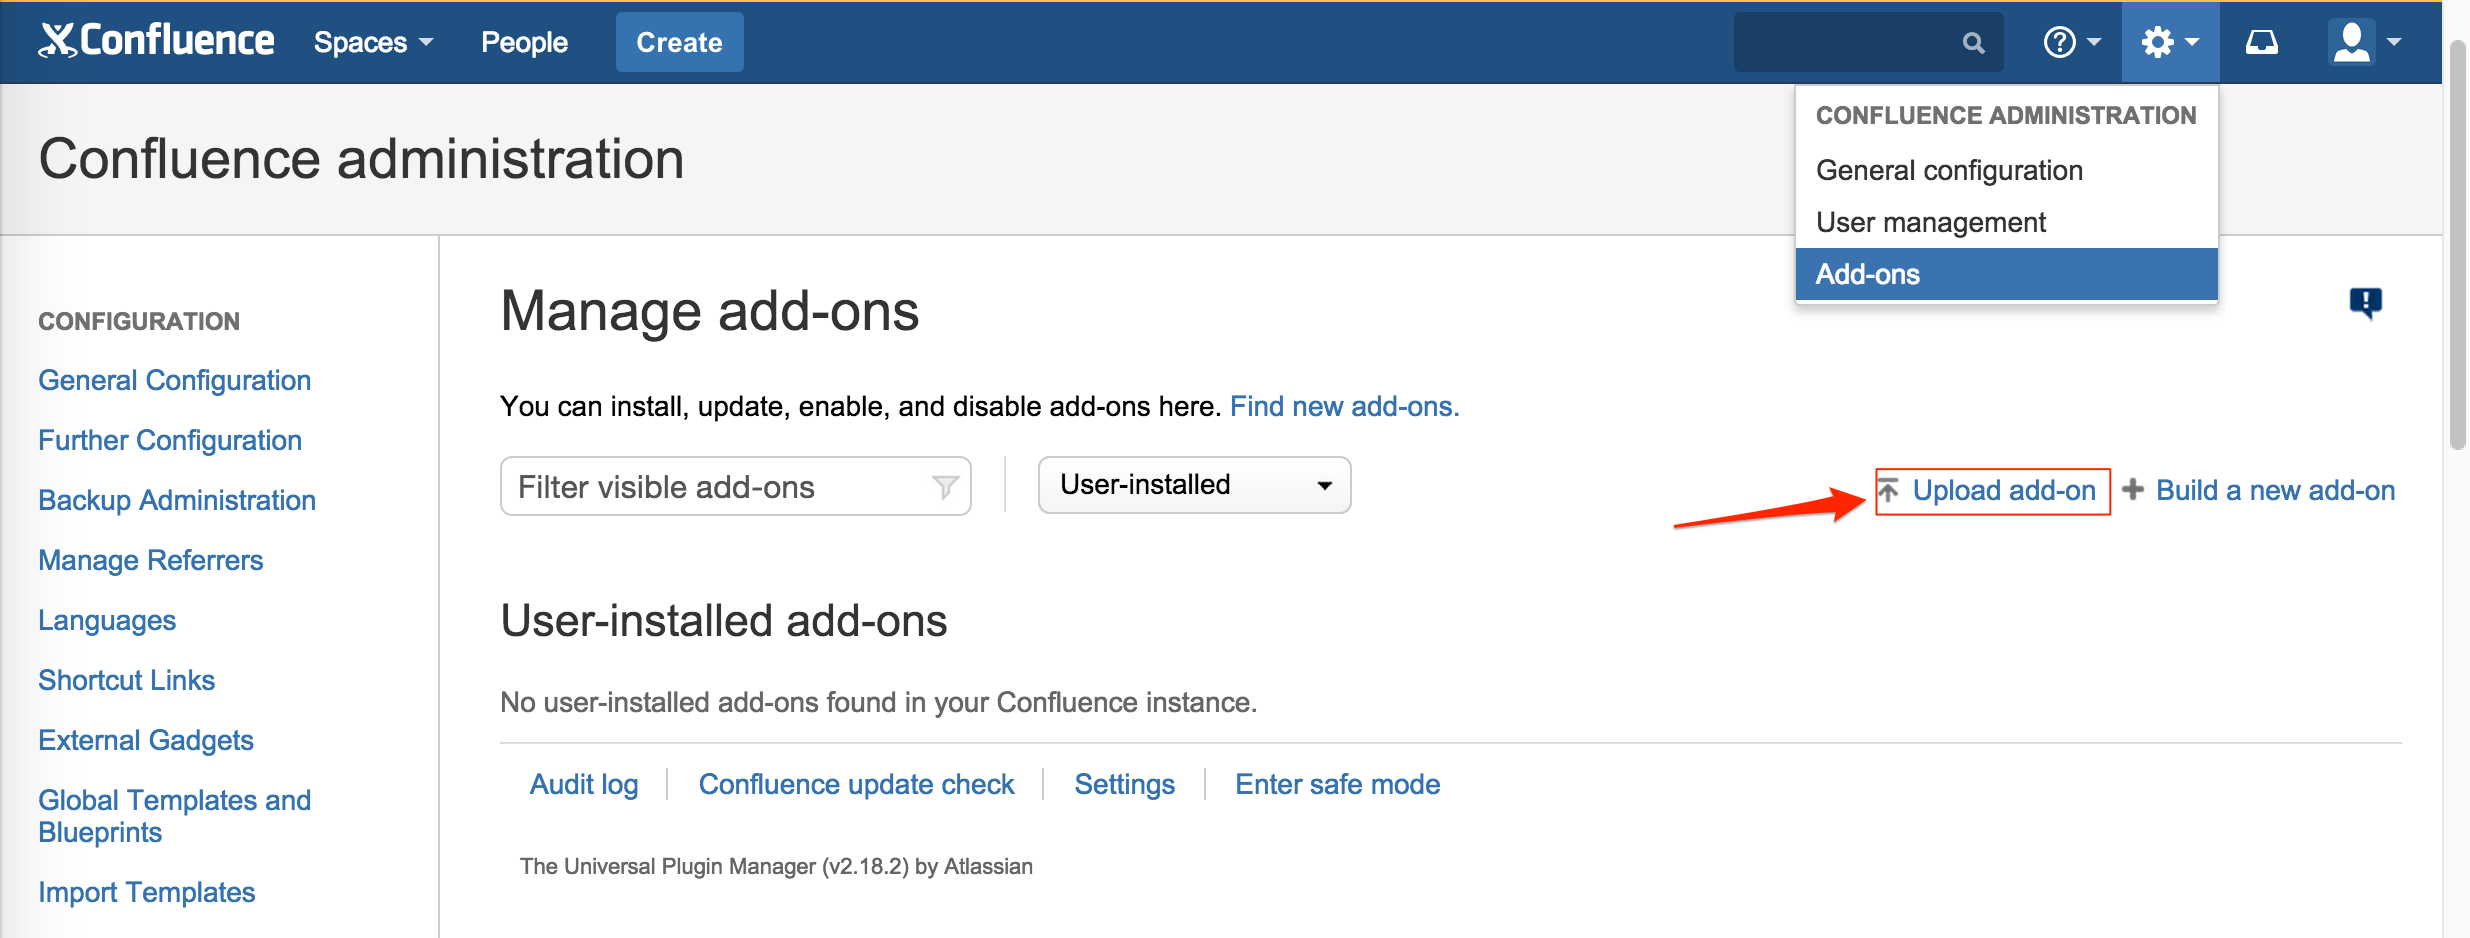 Confluence Spaces People Create
CONFLUENCE ADMINISTRATION
General configuration
User management
Add-ons
Confluence administration
CONFIGURATION
General Configuration
Further Configuration
Backup Administration
Manage Referrers
Languages
Shortcut Links
External Gadgets
Global Templates and
Blueprints
Import Templates
Manage add-ons
You can install, update, enable, and disable add-ons here. Find new add-ons.
Filter visible add-ons User-installed Upload add-on Build a new add-on
User-installed add-ons
No user-installed add-ons found in your Confluence instance.
Audit log Confluence update check Settings Enter safe mode
The Universal Plugin Manager (v2.18.2) by Atlassian